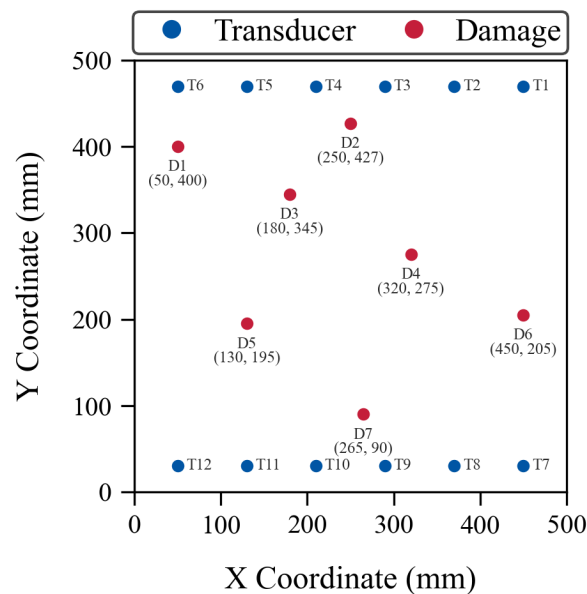 Transducer Damage
500
400
300
200
100
0
Y Coordinate (mm)
T6 T5 T4 T3 T2 T1
D1
(50, 400)
D2
(250, 427)
D3
(180, 345)
D4
(320, 275)
D5
(130, 195)
D6
(450, 205)
D7
(265, 90)
T12 T11 T10 T9 T8 T7
0 100 200 300 400 500
X Coordinate (mm)